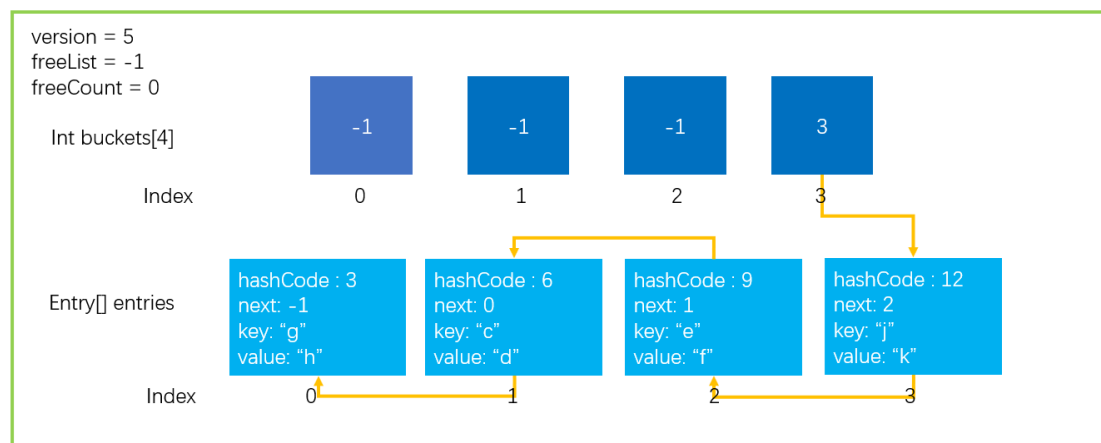 version = 5
freeList = -1
freeCount = 0
Int buckets[4]
-1 -1 -1 3
Index 0 1 2 3
Entry[] entries
hashCode : 3
next: -1
key: “g”
value: “h”
hashCode : 6
next: 0
key: “c”
value: “d”
hashCode : 9
next: 1
key: “e”
value: “f”
hashCode : 12
next: 2
key: “j”
value: “k”
Index 0 1 2 3